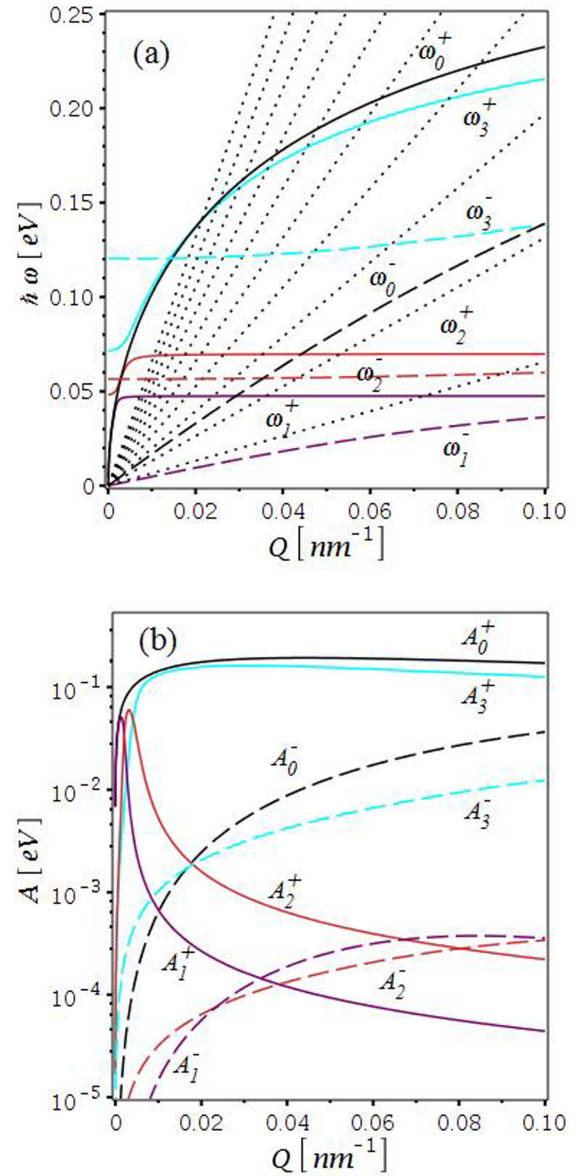 0.25
(a)
ω₀⁺
0.20
ω₃⁺
0.15
ħ ω [ eV ]
ω₃⁻
ω₀⁻
0.10
ω₂⁺
ω₂⁻
0.05
ω₁⁺
ω₁⁻
0
0 0.02 0.04 0.06 0.08 0.10
Q [ nm⁻¹ ]
(b)
A₀⁺
10⁻¹
A₃⁺
A₀⁻
10⁻²
A₃⁻
A [ eV ]
10⁻³
A₂⁺
A₁⁺
10⁻⁴
A₂⁻
A₁⁻
10⁻⁵
0 0.02 0.04 0.06 0.08 0.10
Q [ nm⁻¹ ]